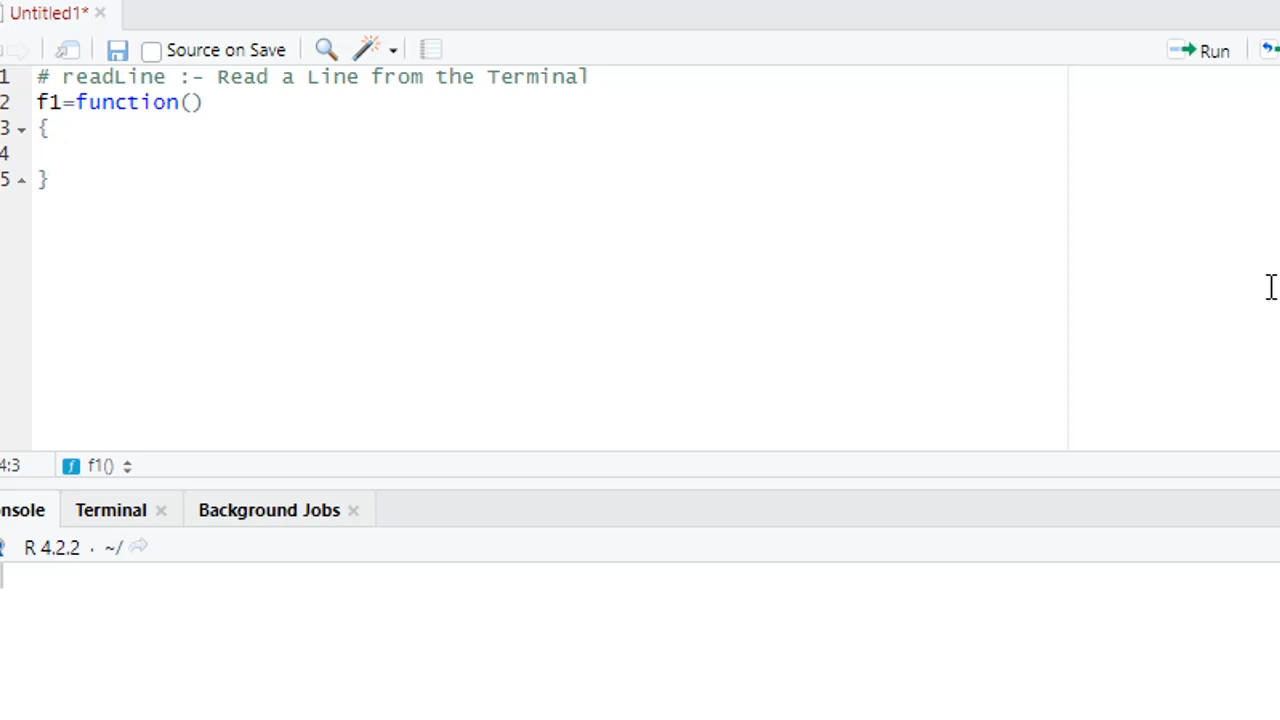 Untitled1*
Source on Save
Run
1 # readLine :- Read a Line from the Terminal
2 f1=function()
3 {
4
5 }
4:3 f1()
onsole Terminal Background Jobs
R 4.2.2 · ~/